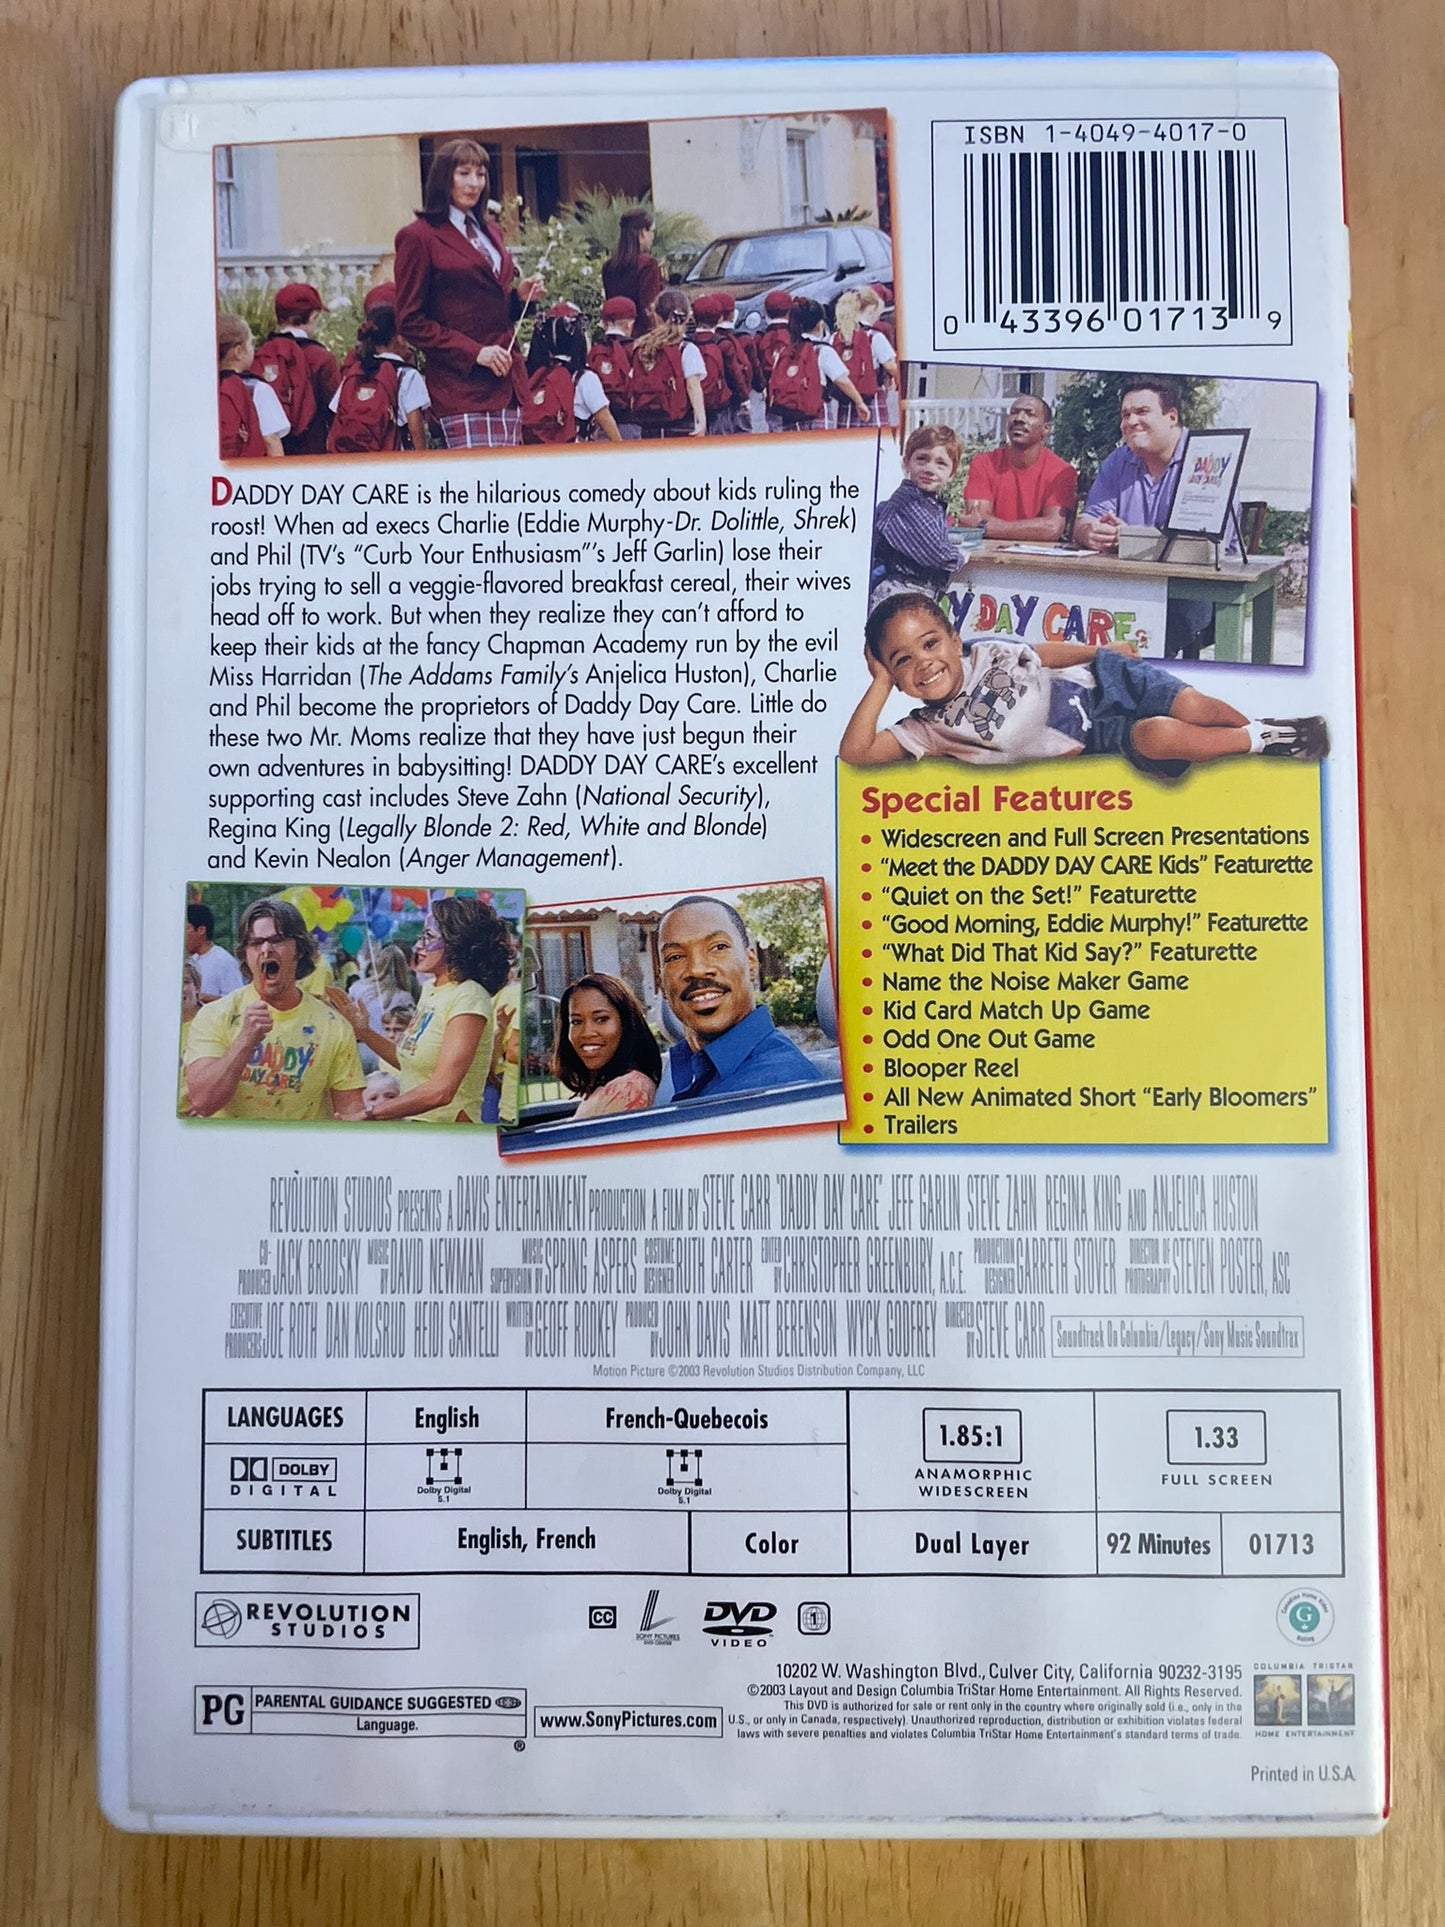 ISBN 1-4049-4017-0
0 43396 01713 9
DADDY DAY CARE is the hilarious comedy about kids ruling the
roost! When ad execs Charlie (Eddie Murphy-Dr. Dolittle, Shrek)
and Phil (TV's “Curb Your Enthusiasm”'s Jeff Garlin) lose their
jobs trying to sell a veggie-flavored breakfast cereal, their wives
head off to work. But when they realize they can't afford to
keep their kids at the fancy Chapman Academy run by the evil
Miss Harridan (The Addams Family's Anjelica Huston), Charlie
and Phil become the proprietors of Daddy Day Care. Little do
these two Mr. Moms realize that they have just begun their
own adventures in babysitting! DADDY DAY CARE's excellent
supporting cast includes Steve Zahn (National Security),
Regina King (Legally Blonde 2: Red, White and Blonde)
and Kevin Nealon (Anger Management).
DADDY
DAY CARE
Y DAY CARE
Special Features
• Widescreen and Full Screen Presentations
• “Meet the DADDY DAY CARE Kids” Featurette
• “Quiet on the Set!” Featurette
• “Good Morning, Eddie Murphy!” Featurette
• “What Did That Kid Say?” Featurette
• Name the Noise Maker Game
• Kid Card Match Up Game
• Odd One Out Game
• Blooper Reel
• All New Animated Short “Early Bloomers”
• Trailers
DADDY
DAY CARE
REVOLUTION STUDIOS PRESENTS A DAVIS ENTERTAINMENT PRODUCTION A FILM BY STEVE CARR "DADDY DAY CARE" JEFF GARLIN STEVE ZAHN REGINA KING AND ANJELICA HUSTON
CO-PRODUCER JACK BRODSKY MUSIC BY DAVID NEWMAN MUSIC SUPERVISION BY SPRING ASPERS COSTUME DESIGNER RUTH CARTER EDITED BY CHRISTOPHER GREENBURY, A.C.E. PRODUCTION DESIGNER GARRETH STOVER DIRECTOR OF PHOTOGRAPHY STEVEN POSTER, ASC
EXECUTIVE PRODUCERS JOE ROTH DAN KOLSRUD HEIDI SANTELLI WRITTEN BY GEOFF RODKEY PRODUCED BY JOHN DAVIS MATT BERENSON WYCK GODFREY DIRECTED BY STEVE CARR Soundtrack On Columbia/Legacy/Sony Music Soundtrax
Motion Picture ©2003 Revolution Studios Distribution Company, LLC
LANGUAGES English French-Quebecois
1.85:1
ANAMORPHIC
WIDESCREEN
1.33
FULL SCREEN
DOLBY
DIGITAL
Dolby Digital
5.1
Dolby Digital
5.1
SUBTITLES English, French Color Dual Layer 92 Minutes 01713
REVOLUTION
STUDIOS
CC
SONY PICTURES
DVD CENTER
DVD
VIDEO
1
Canadian Home Video
G
Rating
PG PARENTAL GUIDANCE SUGGESTED
Language.
®
www.SonyPictures.com
10202 W. Washington Blvd., Culver City, California 90232-3195
©2003 Layout and Design Columbia TriStar Home Entertainment. All Rights Reserved.
This DVD is authorized for sale or rent only in the country where originally sold (i.e., only in the
U.S., or only in Canada, respectively). Unauthorized reproduction, distribution or exhibition violates federal
laws with severe penalties and violates Columbia TriStar Home Entertainment's standard terms of trade.
COLUMBIA TRISTAR
HOME ENTERTAINMENT
Printed in U.S.A.